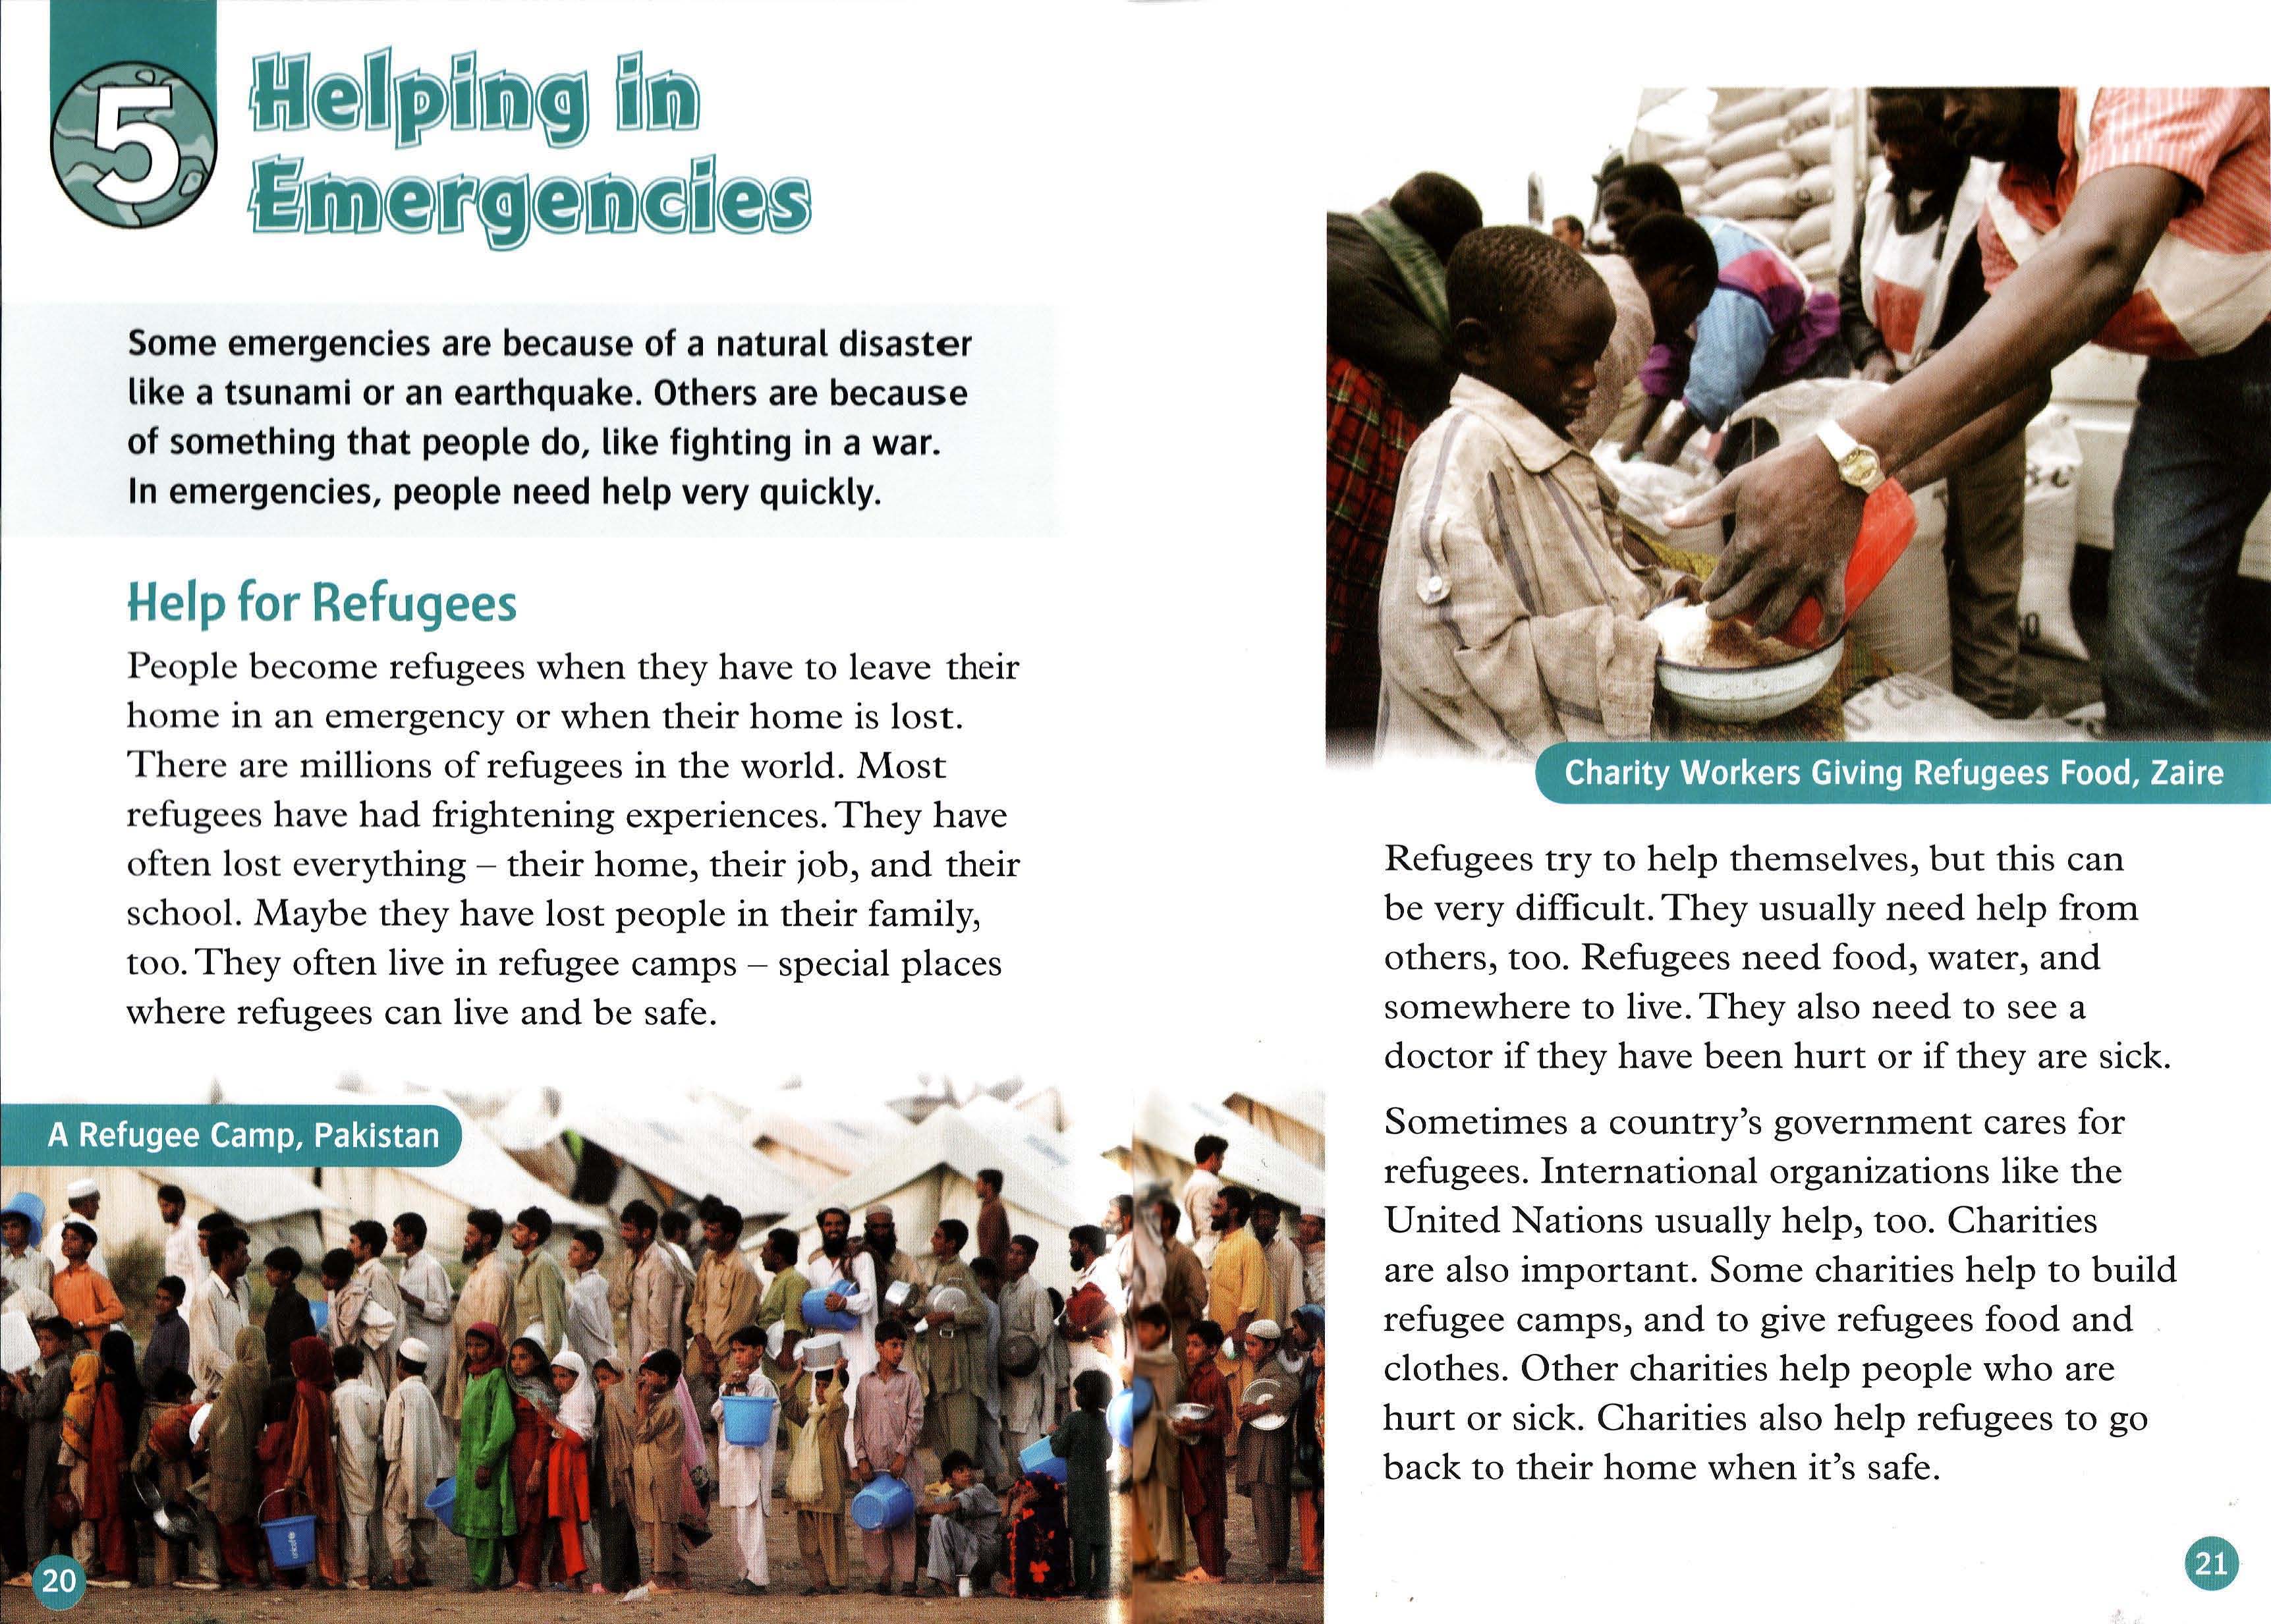 5
Helping in
Emergencies
Some emergencies are because of a natural disaster
like a tsunami or an earthquake. Others are because
of something that people do, like fighting in a war.
In emergencies, people need help very quickly.
Help for Refugees
People become refugees when they have to leave their
home in an emergency or when their home is lost.
There are millions of refugees in the world. Most
refugees have had frightening experiences. They have
often lost everything – their home, their job, and their
school. Maybe they have lost people in their family,
too. They often live in refugee camps – special places
where refugees can live and be safe.
A Refugee Camp, Pakistan
unicef
20
Charity Workers Giving Refugees Food, Zaire
Refugees try to help themselves, but this can
be very difficult. They usually need help from
others, too. Refugees need food, water, and
somewhere to live. They also need to see a
doctor if they have been hurt or if they are sick.
Sometimes a country's government cares for
refugees. International organizations like the
United Nations usually help, too. Charities
are also important. Some charities help to build
refugee camps, and to give refugees food and
clothes. Other charities help people who are
hurt or sick. Charities also help refugees to go
back to their home when it's safe.
21